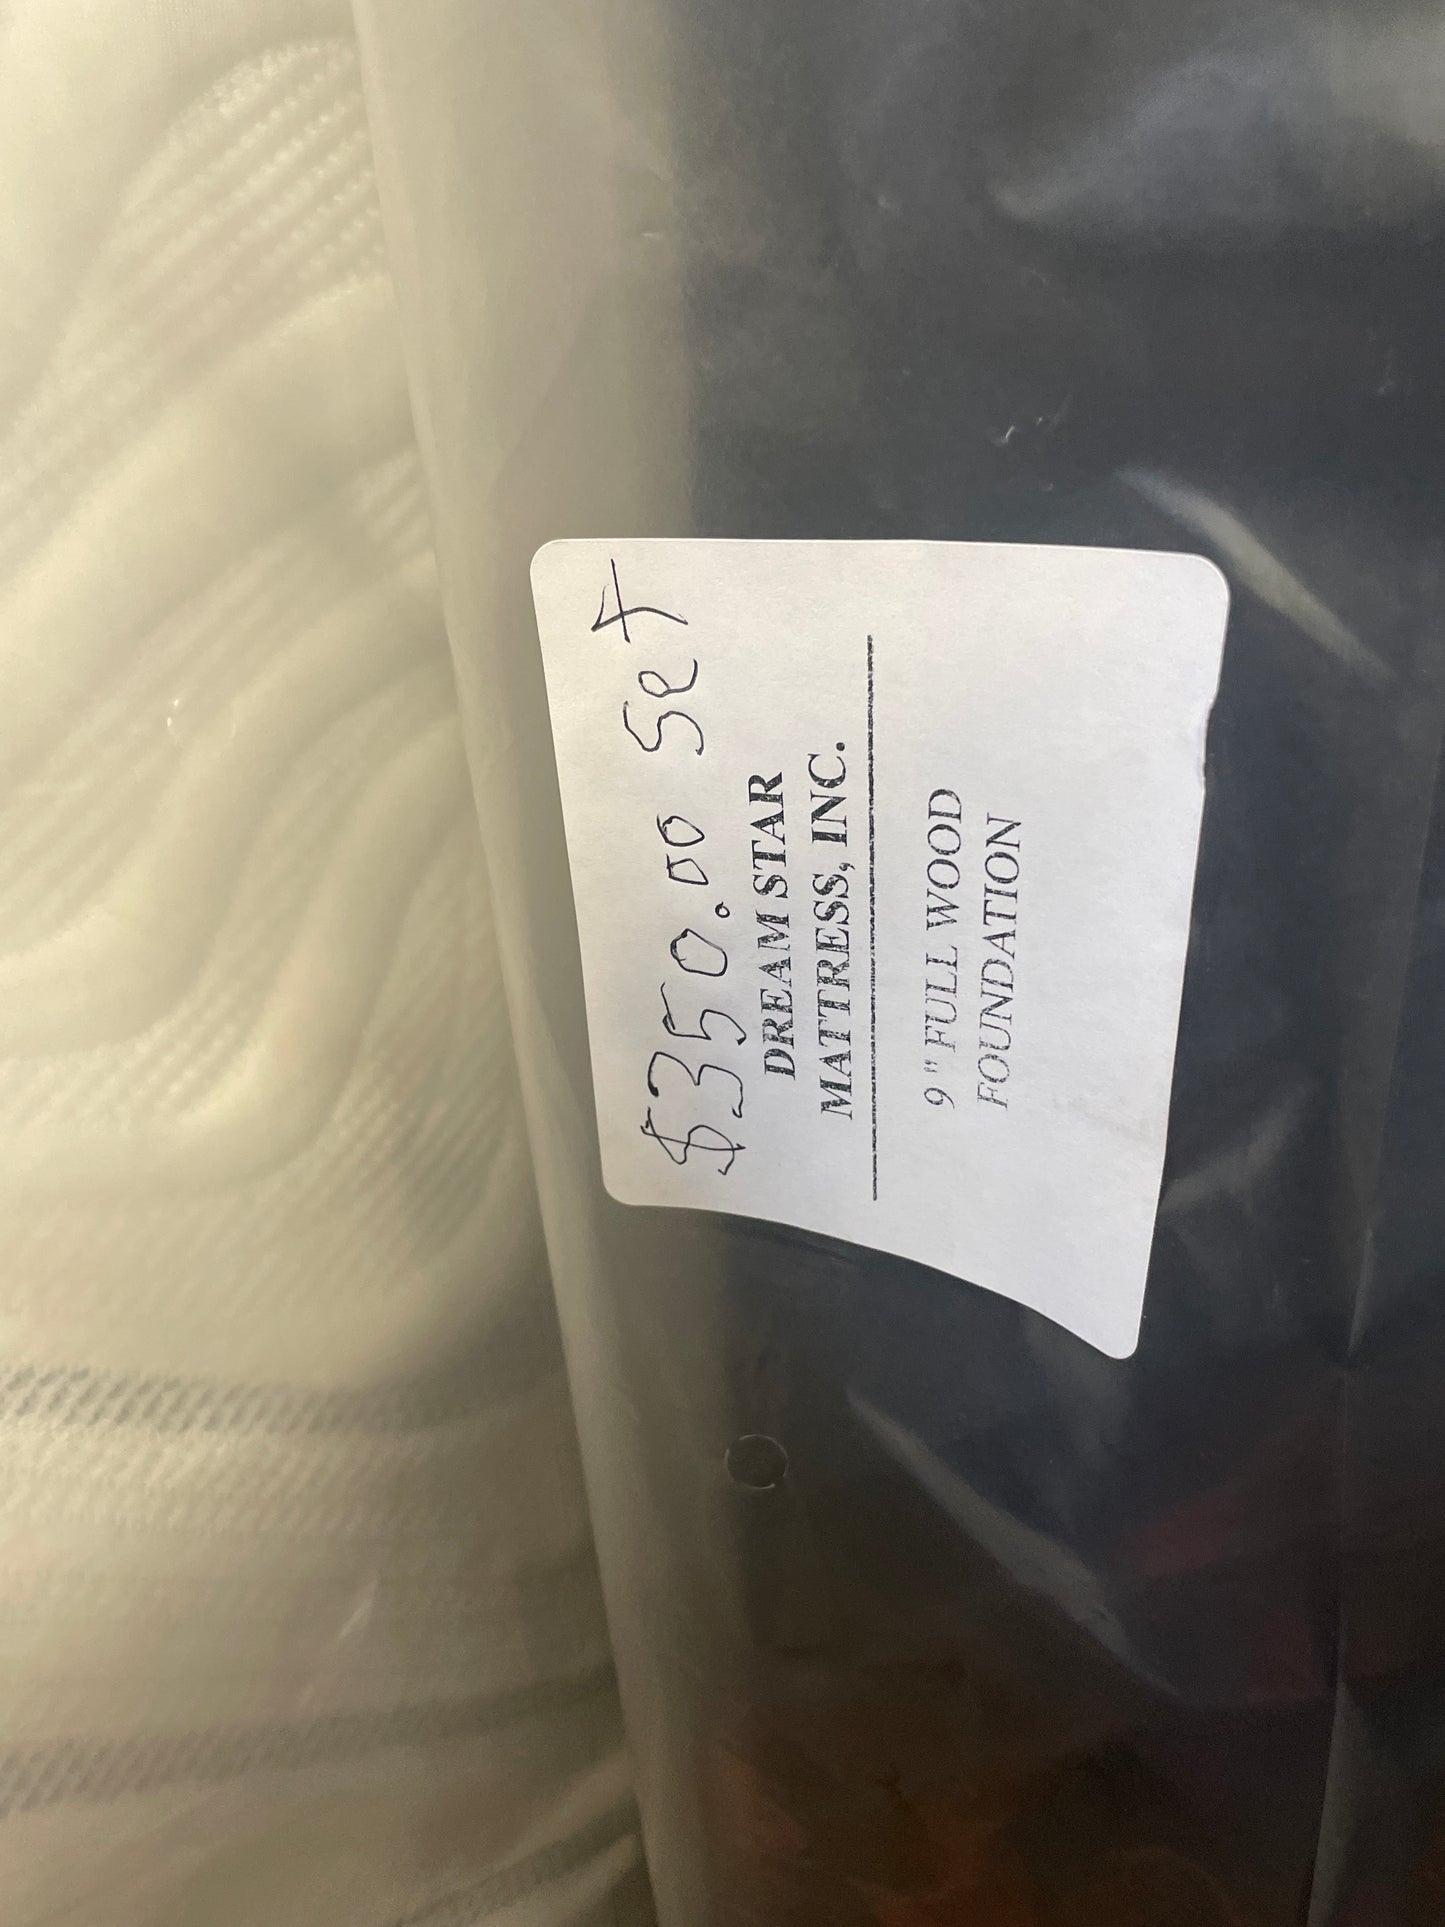 $350.00 Set
DREAM STAR
MATTRESS, INC.
9 " FULL WOOD
FOUNDATION